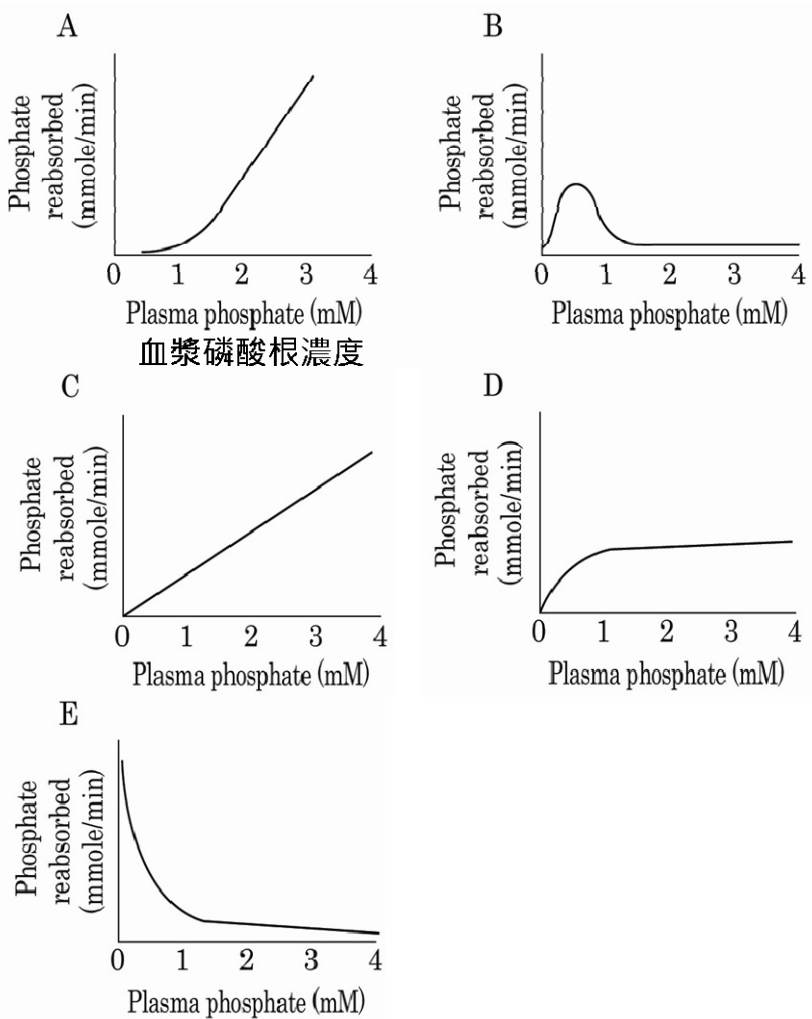 A
Phosphate
reabsorbed
(mmole/min)
0 1 2 3 4
Plasma phosphate (mM)
血漿磷酸根濃度
B
Phosphate
reabsorbed
(mmole/min)
0 1 2 3 4
Plasma phosphate (mM)
C
Phosphate
reabsorbed
(mmole/min)
0 1 2 3 4
Plasma phosphate (mM)
D
Phosphate
reabsorbed
(mmole/min)
0 1 2 3 4
Plasma phosphate (mM)
E
Phosphate
reabsorbed
(mmole/min)
0 1 2 3 4
Plasma phosphate (mM)